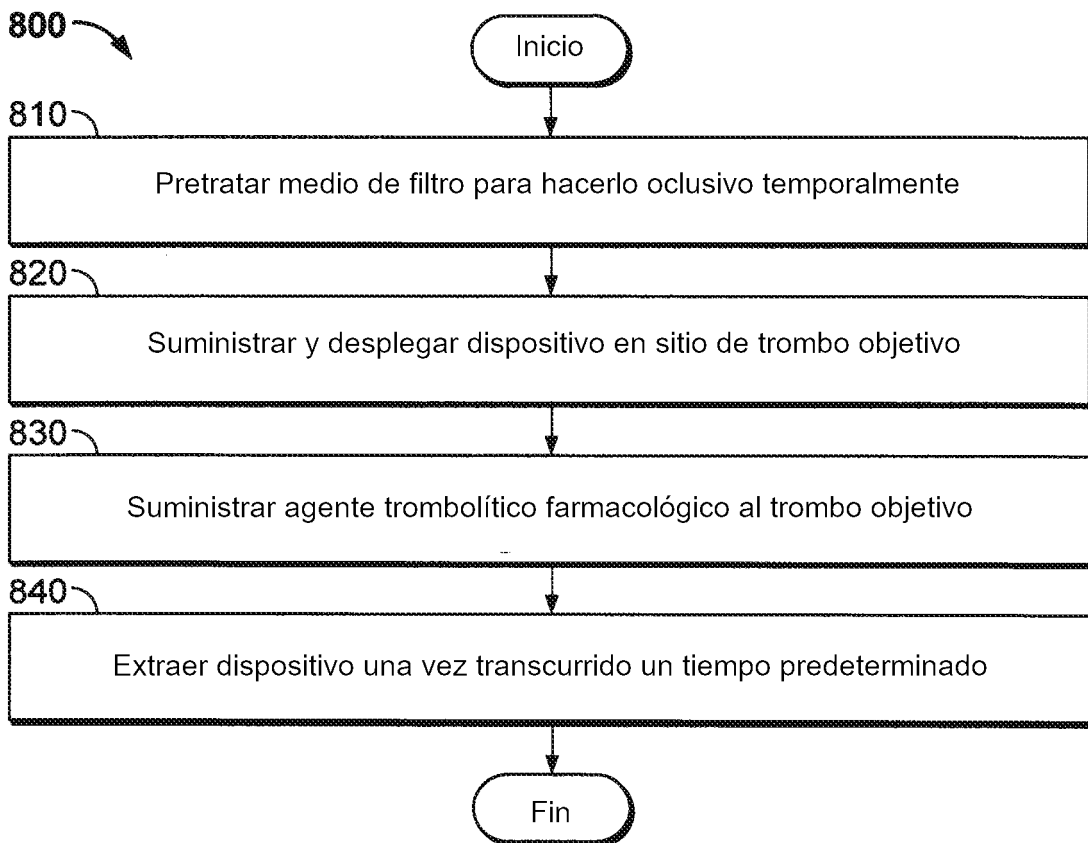 800
Inicio
810
Pretratar medio de filtro para hacerlo oclusivo temporalmente
820
Suministrar y desplegar dispositivo en sitio de trombo objetivo
830
Suministrar agente trombolítico farmacológico al trombo objetivo
840
Extraer dispositivo una vez transcurrido un tiempo predeterminado
Fin